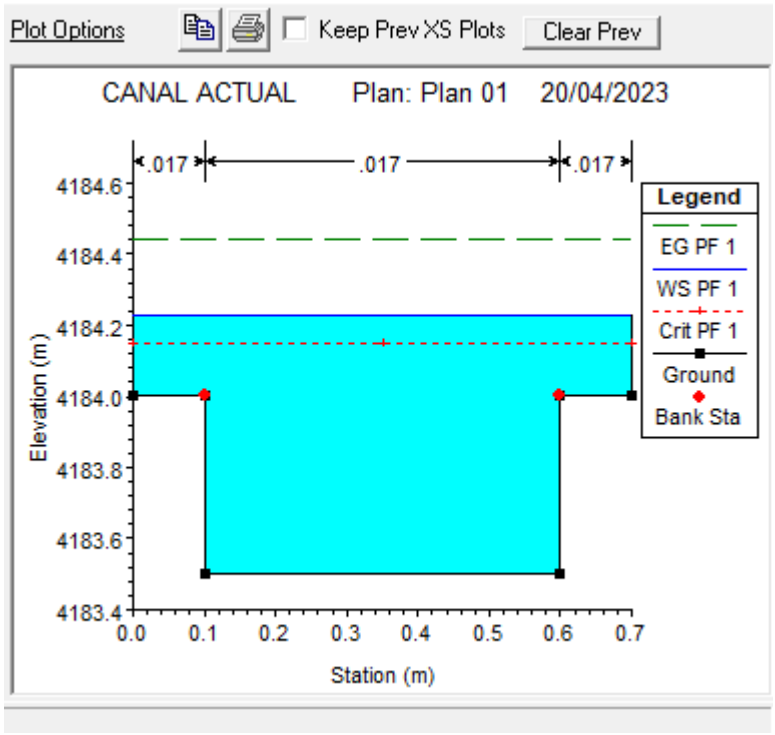 Plot Options
Keep Prev XS Plots
Clear Prev
CANAL ACTUAL Plan: Plan 01 20/04/2023
.017 .017 .017
4184.6
4184.4
4184.2
4184.0
4183.8
4183.6
4183.4
Elevation (m)
0.0 0.1 0.2 0.3 0.4 0.5 0.6 0.7
Station (m)
Legend
EG PF 1
WS PF 1
Crit PF 1
Ground
Bank Sta